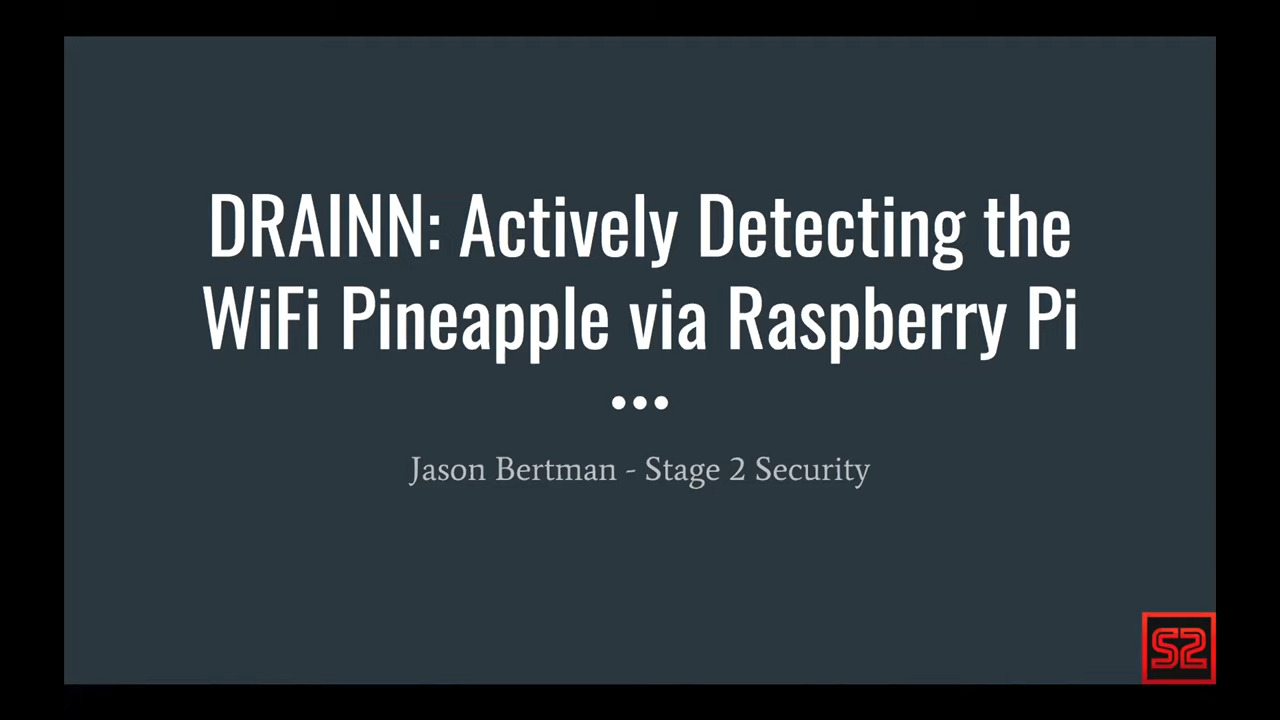 DRAINN: Actively Detecting the
WiFi Pineapple via Raspberry Pi
Jason Bertman - Stage 2 Security
S2